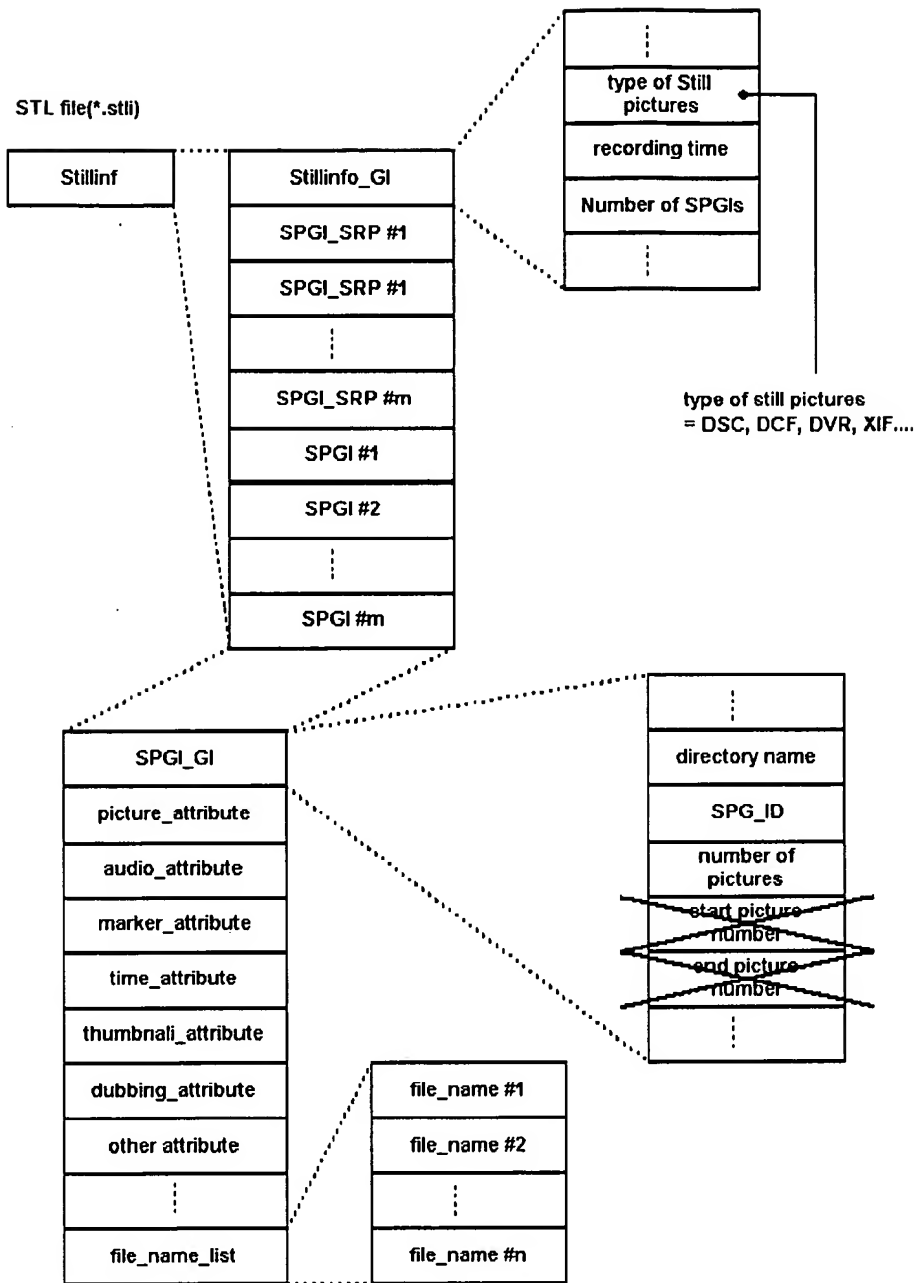 STL file(*.stli)
Stillinf
Stillinfo_GI
SPGI_SRP #1
SPGI_SRP #1
SPGI_SRP #m
SPGI #1
SPGI #2
SPGI #m
type of Still
pictures
recording time
Number of SPGIs
type of still pictures
= DSC, DCF, DVR, XIF....
SPGI_GI
picture_attribute
audio_attribute
marker_attribute
time_attribute
thumbnali_attribute
dubbing_attribute
other attribute
file_name_list
directory name
SPG_ID
number of
pictures
start picture
number
end picture
number
file_name #1
file_name #2
file_name #n